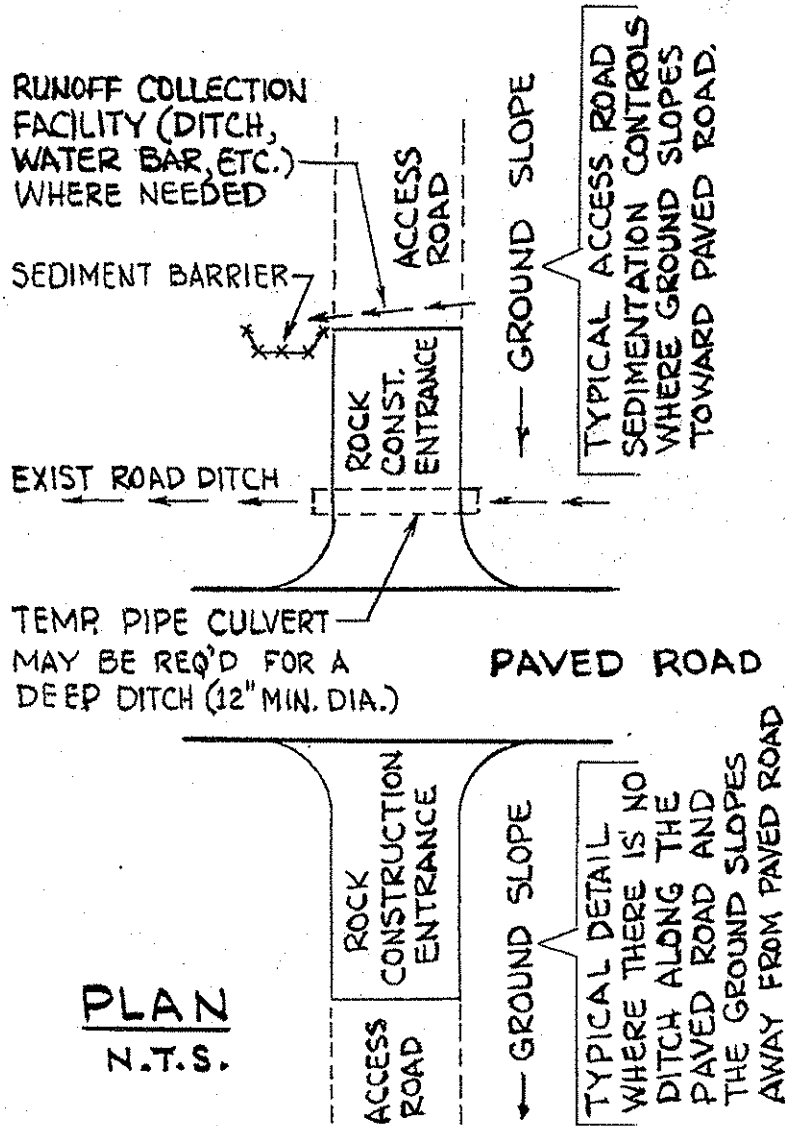 RUNOFF COLLECTION
FACILITY (DITCH,
WATER BAR, ETC.)
WHERE NEEDED
ACCESS
ROAD
GROUND SLOPE
TYPICAL ACCESS ROAD
SEDIMENTATION CONTROLS
WHERE GROUND SLOPES
TOWARD PAVED ROAD.
SEDIMENT BARRIER
ROCK
CONST.
ENTRANCE
EXIST ROAD DITCH
TEMP. PIPE CULVERT
MAY BE REQ'D FOR A
DEEP DITCH (12" MIN. DIA.)
PAVED ROAD
ROCK
CONSTRUCTION
ENTRANCE
GROUND SLOPE
TYPICAL DETAIL
WHERE THERE IS NO
DITCH ALONG THE
PAVED ROAD AND
THE GROUND SLOPES
AWAY FROM PAVED ROAD
PLAN
N.T.S.
ACCESS
ROAD